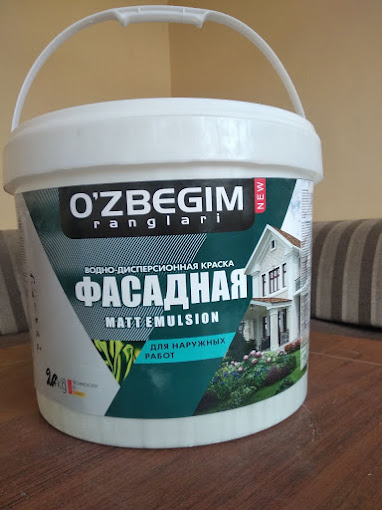 O'ZBEGIM
ranglari
NEW
ВОДНО-ДИСПЕРСИОННАЯ КРАСКА
ФАСАДНАЯ
MATT EMULSION
ДЛЯ НАРУЖНЫХ
РАБОТ